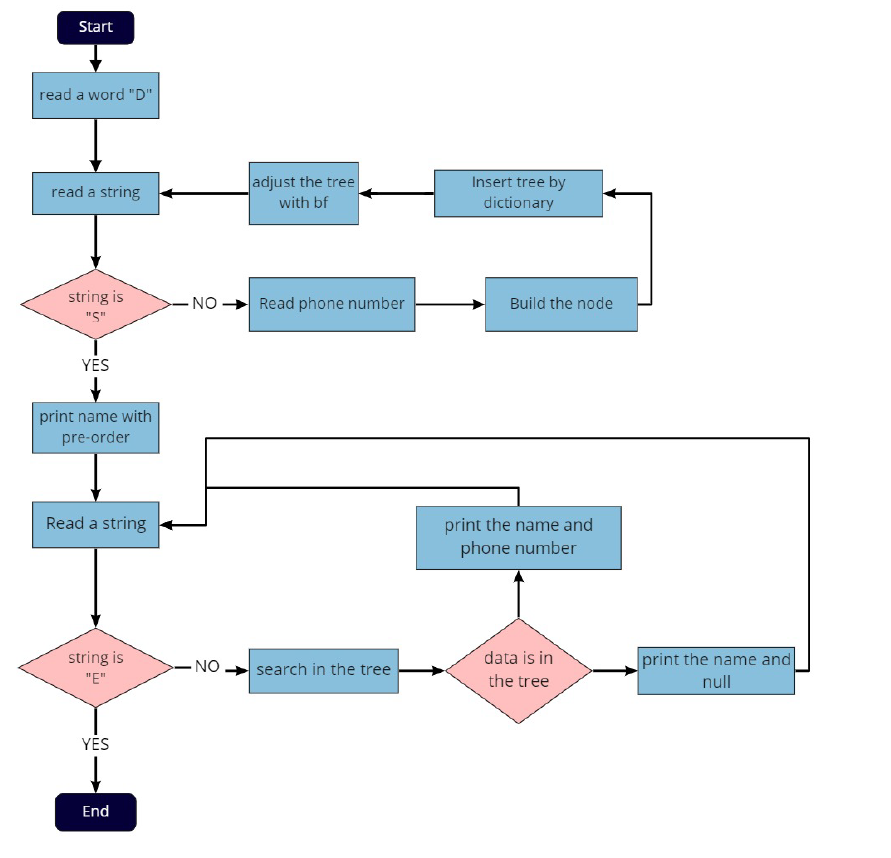 Start
read a word "D"
read a string
adjust the tree
with bf
Insert tree by
dictionary
string is
"S"
NO
Read phone number
Build the node
YES
print name with
pre-order
Read a string
print the name and
phone number
string is
"E"
NO
search in the tree
data is in
the tree
print the name and
null
YES
End